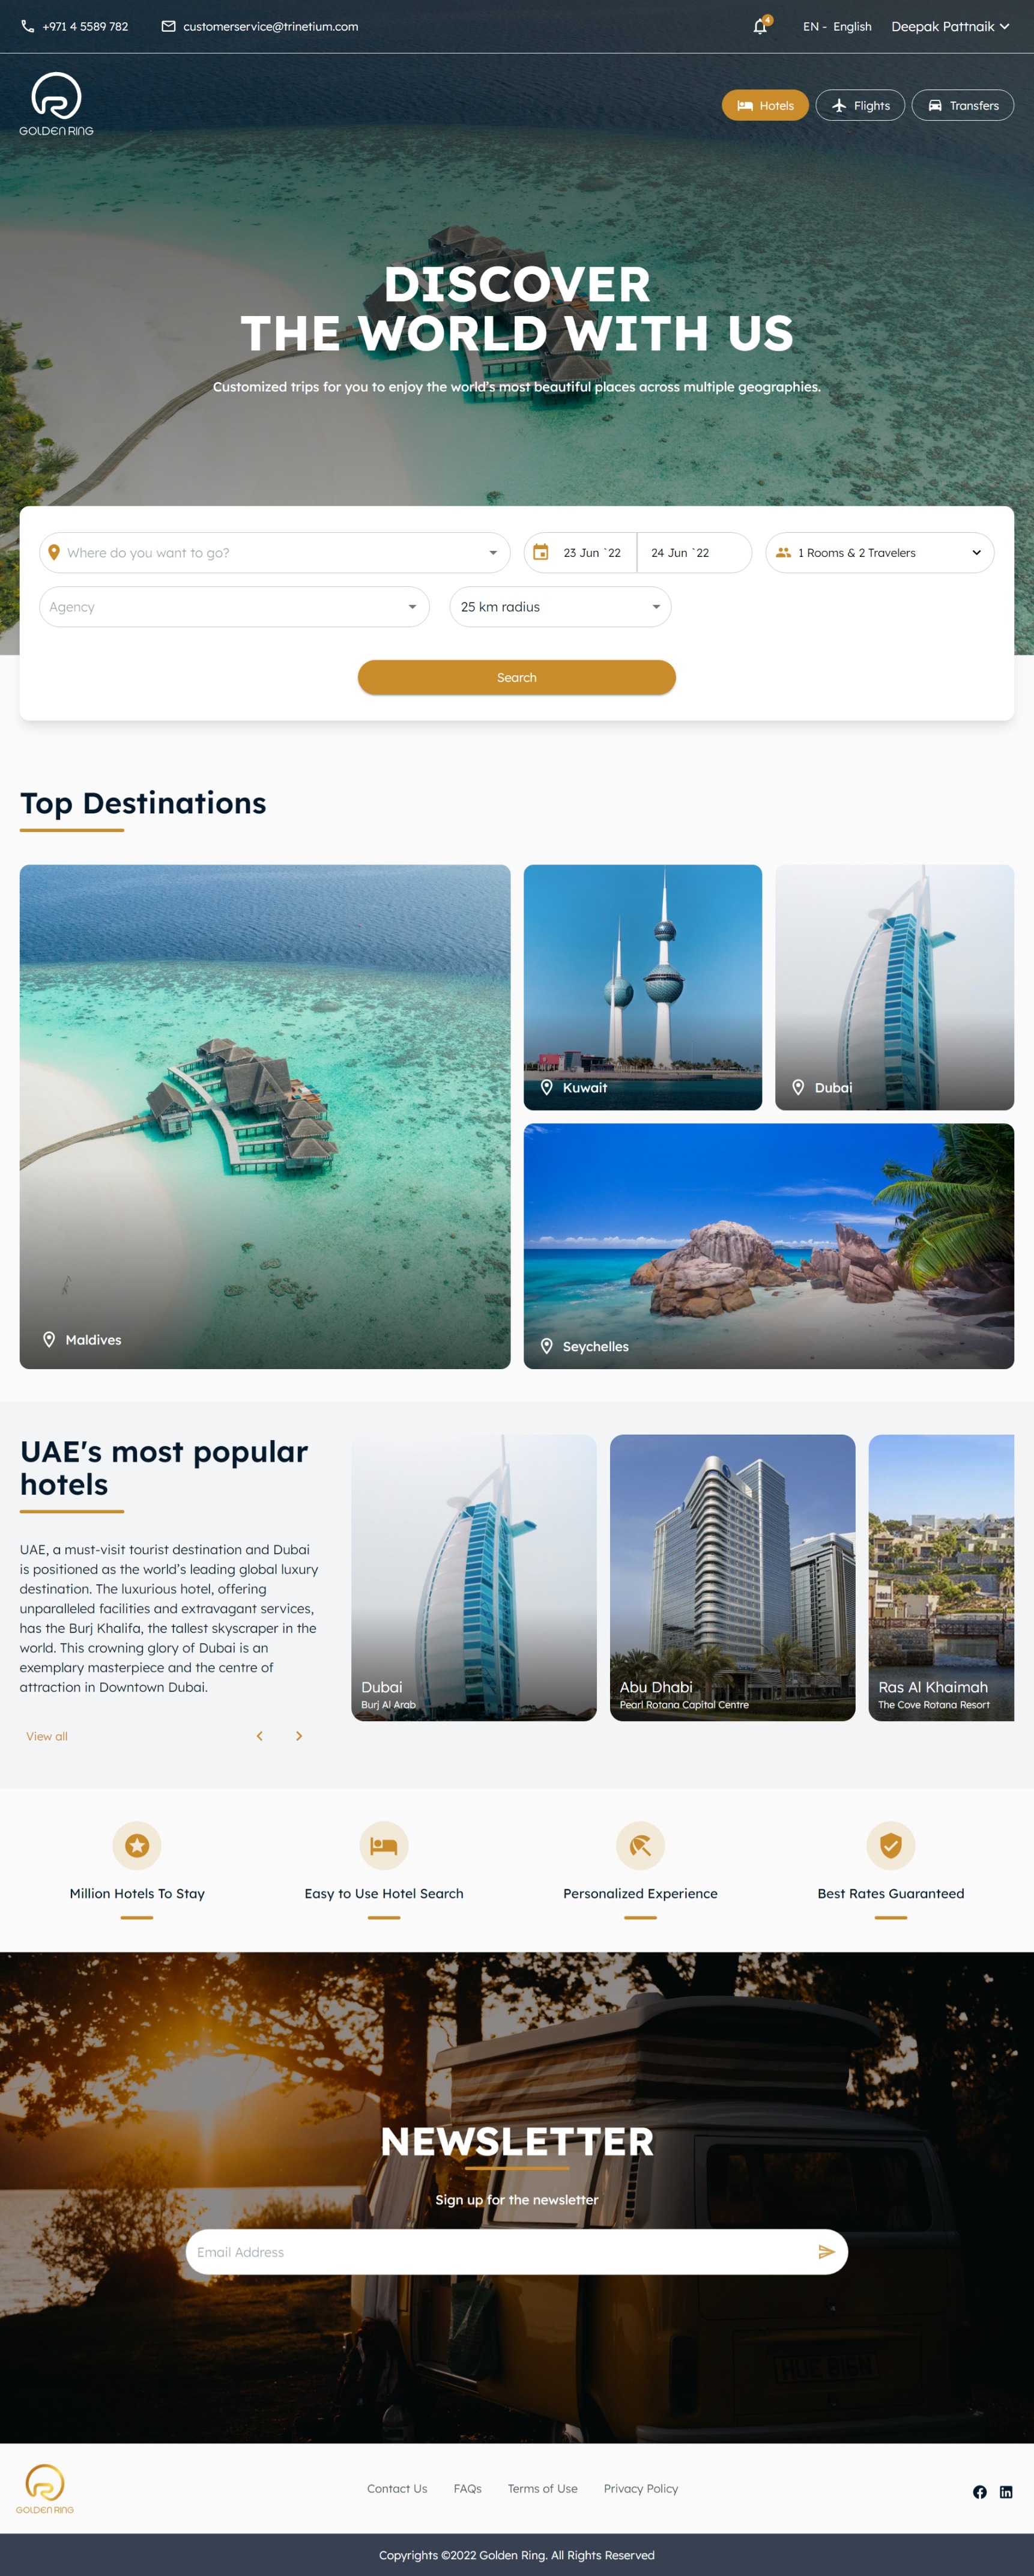 +971 4 5589 782
customerservice@trinetium.com
4
EN - English
Deepak Pattnaik
GOLDEN RING
Hotels
Flights
Transfers
DISCOVER
THE WORLD WITH US
Customized trips for you to enjoy the world's most beautiful places across multiple geographies.
Where do you want to go?
23 Jun `22
24 Jun `22
1 Rooms & 2 Travelers
Agency
25 km radius
Search
Top Destinations
Kuwait
Dubai
Maldives
Seychelles
UAE's most popular
hotels
UAE, a must-visit tourist destination and Dubai
is positioned as the world's leading global luxury
destination. The luxurious hotel, offering
unparalleled facilities and extravagant services,
has the Burj Khalifa, the tallest skyscraper in the
world. This crowning glory of Dubai is an
exemplary masterpiece and the centre of
attraction in Downtown Dubai.
View all
Dubai
Burj Al Arab
Abu Dhabi
Pearl Rotana Capital Centre
Ras Al Khaimah
The Cove Rotana Resort
Million Hotels To Stay
Easy to Use Hotel Search
Personalized Experience
Best Rates Guaranteed
NEWSLETTER
Sign up for the newsletter
Email Address
GOLDEN RING
Contact Us
FAQs
Terms of Use
Privacy Policy
Copyrights ©2022 Golden Ring. All Rights Reserved